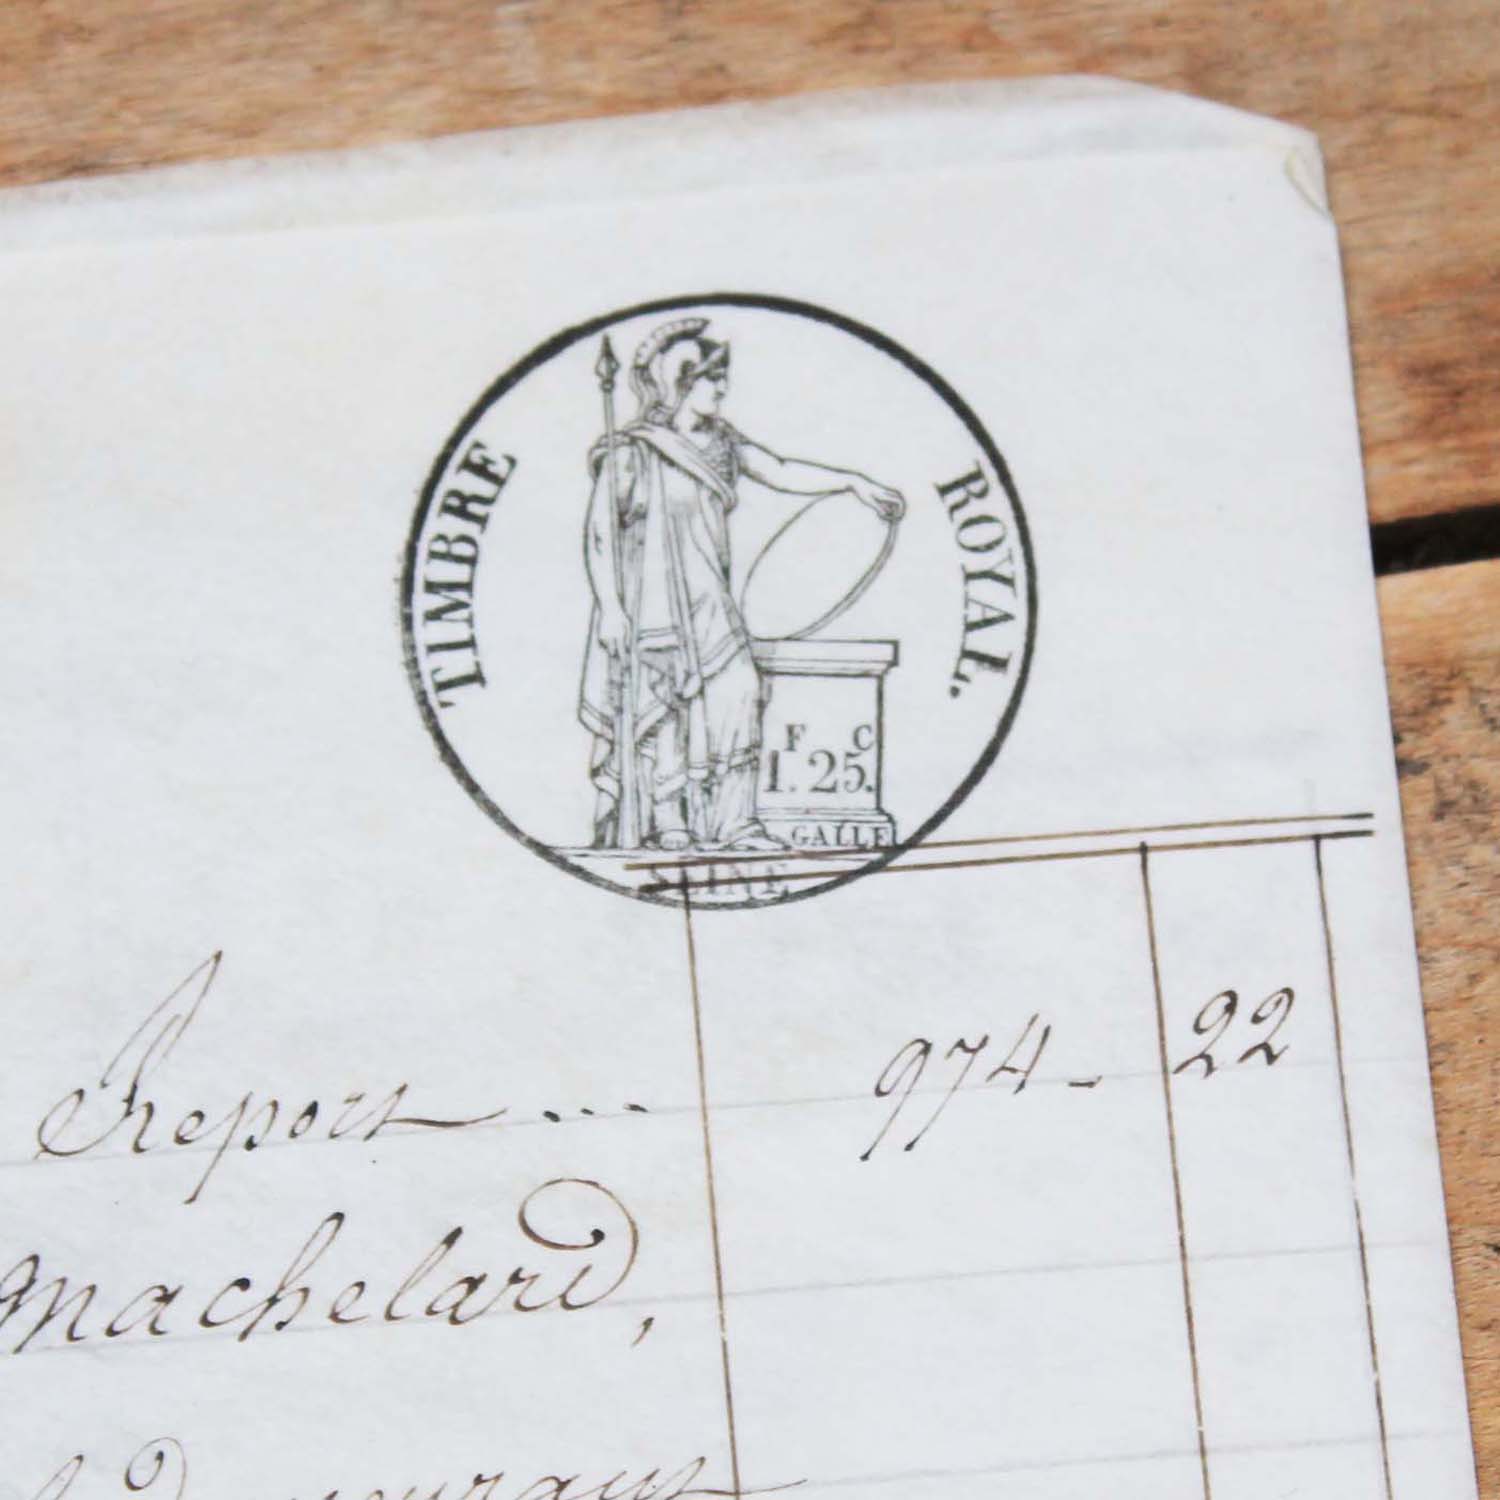 TIMBRE ROYAL.
F C
1. 25.
GALLE
SEINE
Report ... 974 - 22
Machelard,